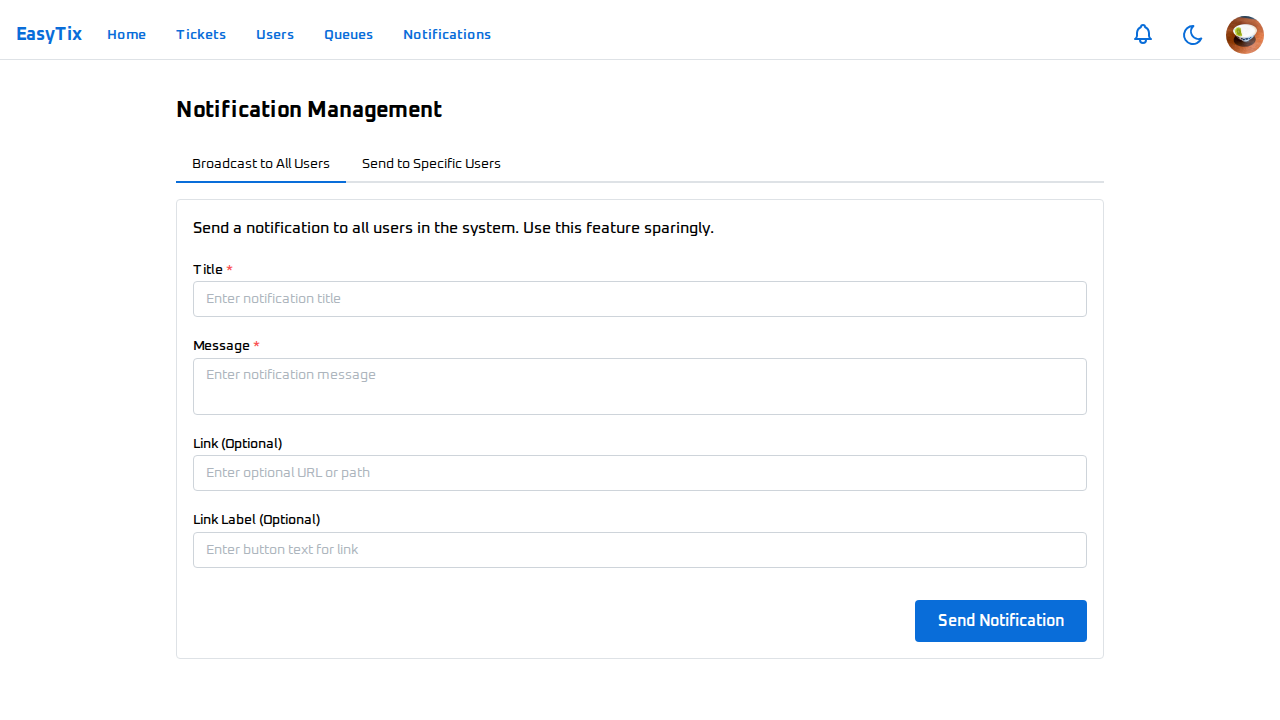 EasyTix Home Tickets Users Queues Notifications
Notification Management
Broadcast to All Users Send to Specific Users
Send a notification to all users in the system. Use this feature sparingly.
Title *
Enter notification title
Message *
Enter notification message
Link (Optional)
Enter optional URL or path
Link Label (Optional)
Enter button text for link
Send Notification